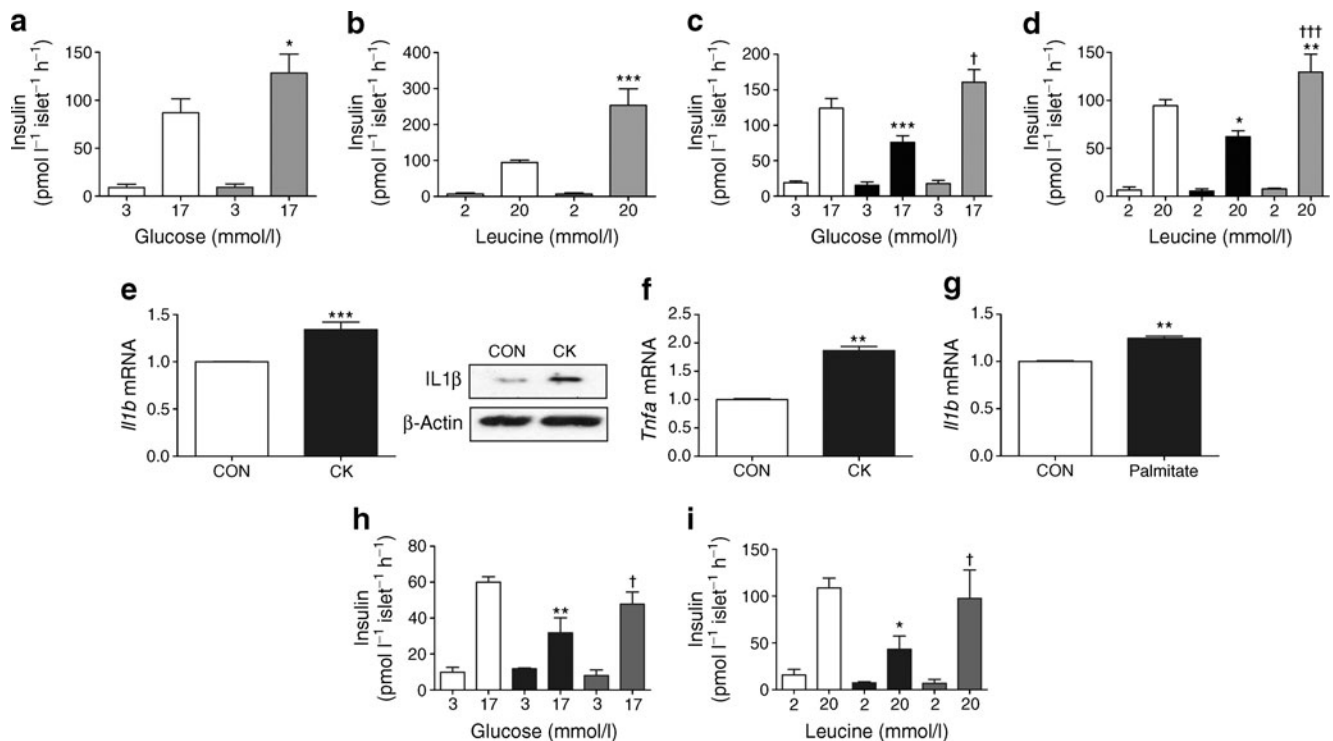 a
b
c
d
Insulin
(pmol l⁻¹ islet⁻¹ h⁻¹)
150
100
50
0
*
3 17 3 17
Glucose (mmol/l)
Insulin
(pmol l⁻¹ islet⁻¹ h⁻¹)
400
300
200
100
0
***
2 20 2 20
Leucine (mmol/l)
Insulin
(pmol l⁻¹ islet⁻¹ h⁻¹)
200
150
100
50
0
***
†
3 17 3 17 3 17
Glucose (mmol/l)
Insulin
(pmol l⁻¹ islet⁻¹ h⁻¹)
150
100
50
0
*
†††
**
2 20 2 20 2 20
Leucine (mmol/l)
e
Il1b mRNA
1.5
1.0
0.5
0.0
***
CON CK
CON CK
IL1β
β-Actin
f
Tnfa mRNA
2.5
2.0
1.5
1.0
0.5
0.0
**
CON CK
g
Il1b mRNA
1.5
1.0
0.5
0.0
**
CON Palmitate
h
Insulin
(pmol l⁻¹ islet⁻¹ h⁻¹)
80
60
40
20
0
**
†
3 17 3 17 3 17
Glucose (mmol/l)
i
Insulin
(pmol l⁻¹ islet⁻¹ h⁻¹)
150
100
50
0
*
†
2 20 2 20 2 20
Leucine (mmol/l)